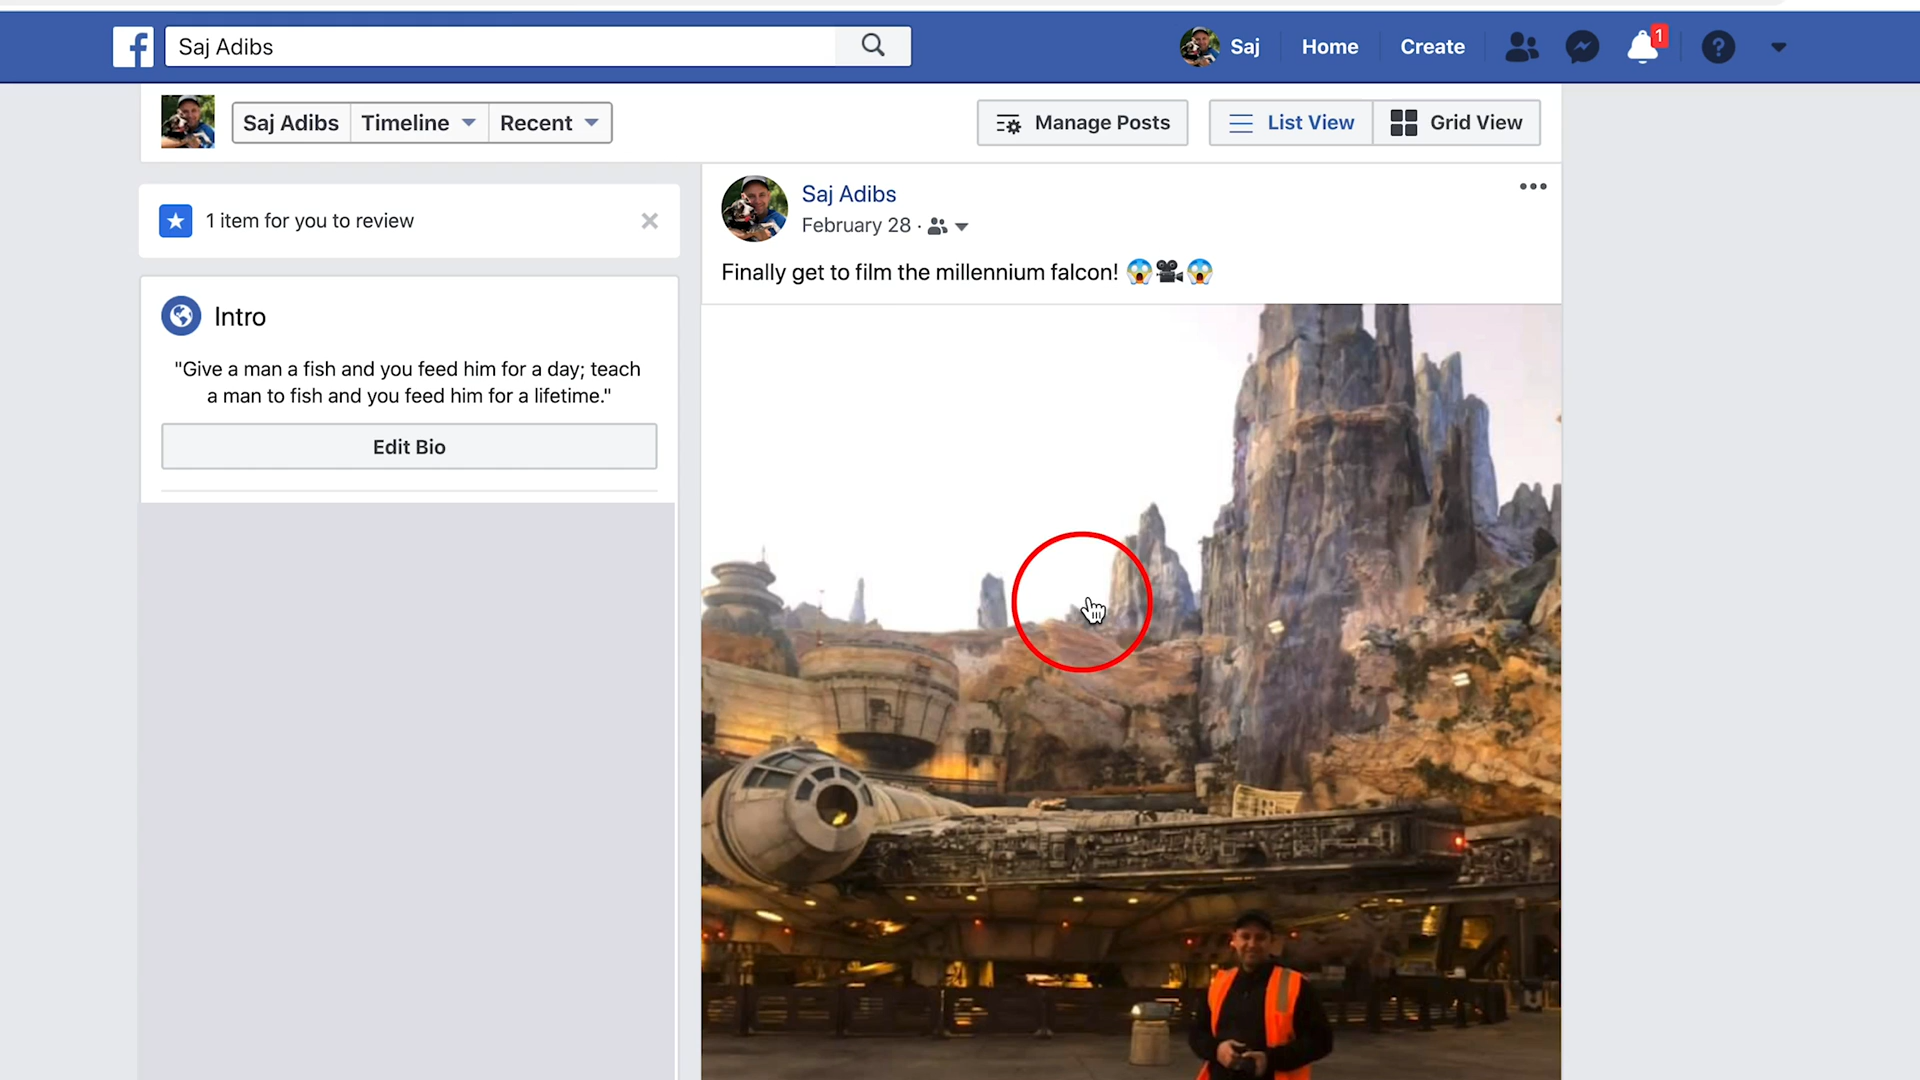 Saj Adibs
Saj
Home
Create
1
Saj Adibs
Timeline
Recent
Manage Posts
List View
Grid View
1 item for you to review
Saj Adibs
February 28 ·
Finally get to film the millennium falcon! 😱🎥😱
Intro
"Give a man a fish and you feed him for a day; teach
a man to fish and you feed him for a lifetime."
Edit Bio